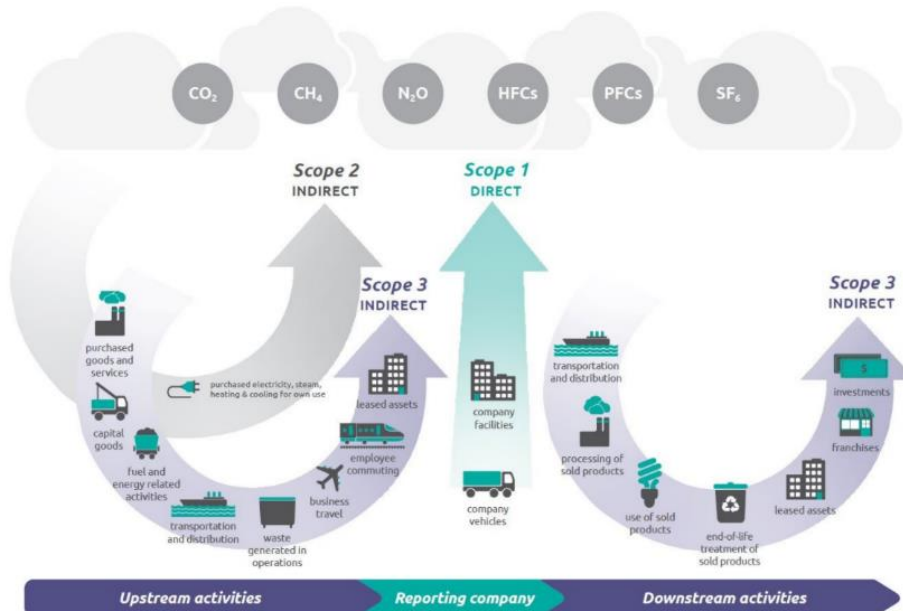 CO₂
CH₄
N₂O
HFCs
PFCs
SF₆
Scope 2
INDIRECT
Scope 1
DIRECT
Scope 3
INDIRECT
Scope 3
INDIRECT
purchased
goods and
services
capital
goods
fuel and
energy related
activities
transportation
and distribution
waste
generated in
operations
business
travel
employee
commuting
leased assets
purchased electricity, steam,
heating & cooling for own use
company
facilities
company
vehicles
transportation
and distribution
processing of
sold products
use of sold
products
end-of-life
treatment of
sold products
leased assets
franchises
investments
$
Upstream activities
Reporting company
Downstream activities